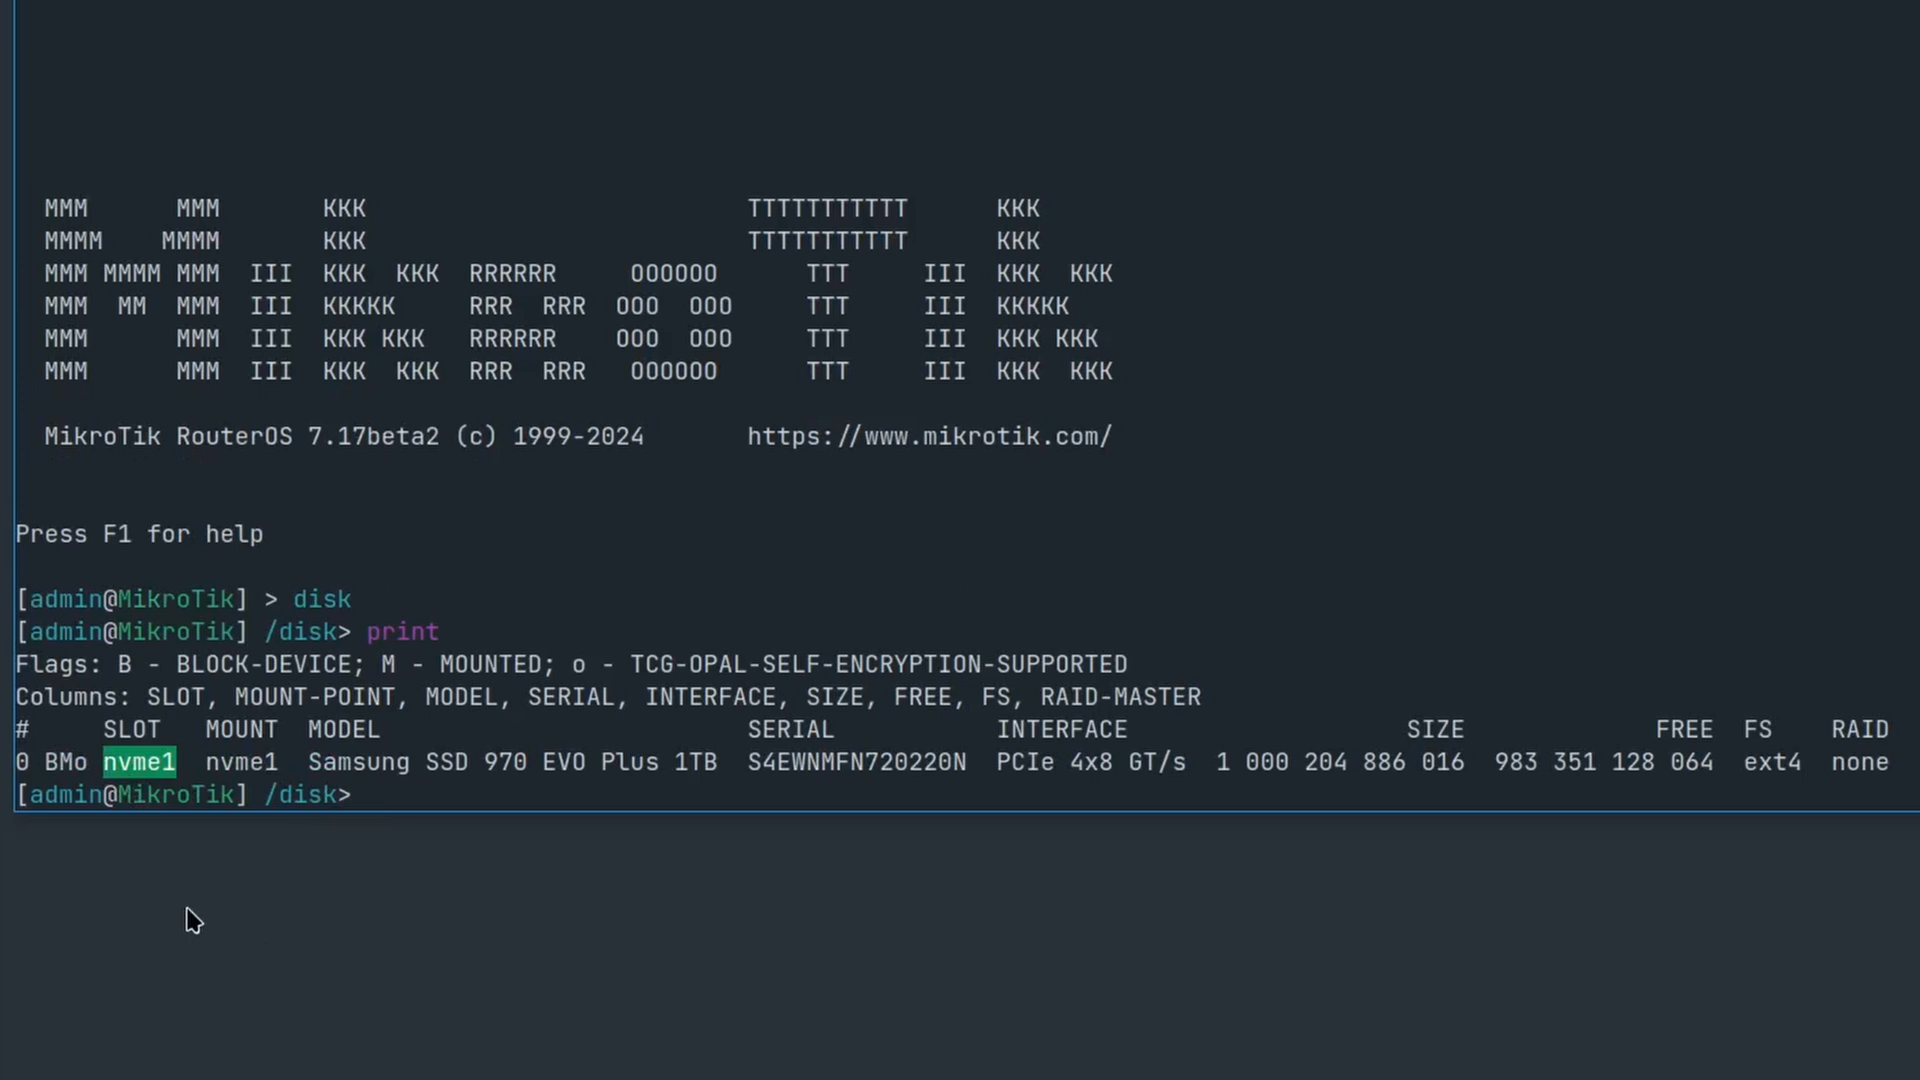 MMM      MMM       KKK                          TTTTTTTTTTT      KKK
MMMM    MMMM       KKK                          TTTTTTTTTTT      KKK
MMM MMMM MMM  III  KKK  KKK  RRRRRR     OOOOOO      TTT     III  KKK  KKK
MMM  MM  MMM  III  KKKKK     RRR  RRR  OOO  OOO     TTT     III  KKKKK
MMM      MMM  III  KKK KKK   RRRRRR    OOO  OOO     TTT     III  KKK KKK
MMM      MMM  III  KKK  KKK  RRR  RRR   OOOOOO      TTT     III  KKK  KKK
MikroTik RouterOS 7.17beta2 (c) 1999-2024       https://www.mikrotik.com/
Press F1 for help
[admin@MikroTik] > disk
[admin@MikroTik] /disk> print
Flags: B - BLOCK-DEVICE; M - MOUNTED; o - TCG-OPAL-SELF-ENCRYPTION-SUPPORTED
Columns: SLOT, MOUNT-POINT, MODEL, SERIAL, INTERFACE, SIZE, FREE, FS, RAID-MASTER
#     SLOT   MOUNT  MODEL                         SERIAL           INTERFACE                   SIZE             FREE  FS    RAID
0 BMo nvme1  nvme1  Samsung SSD 970 EVO Plus 1TB  S4EWNMFN720220N  PCIe 4x8 GT/s  1 000 204 886 016  983 351 128 064  ext4  none
[admin@MikroTik] /disk>